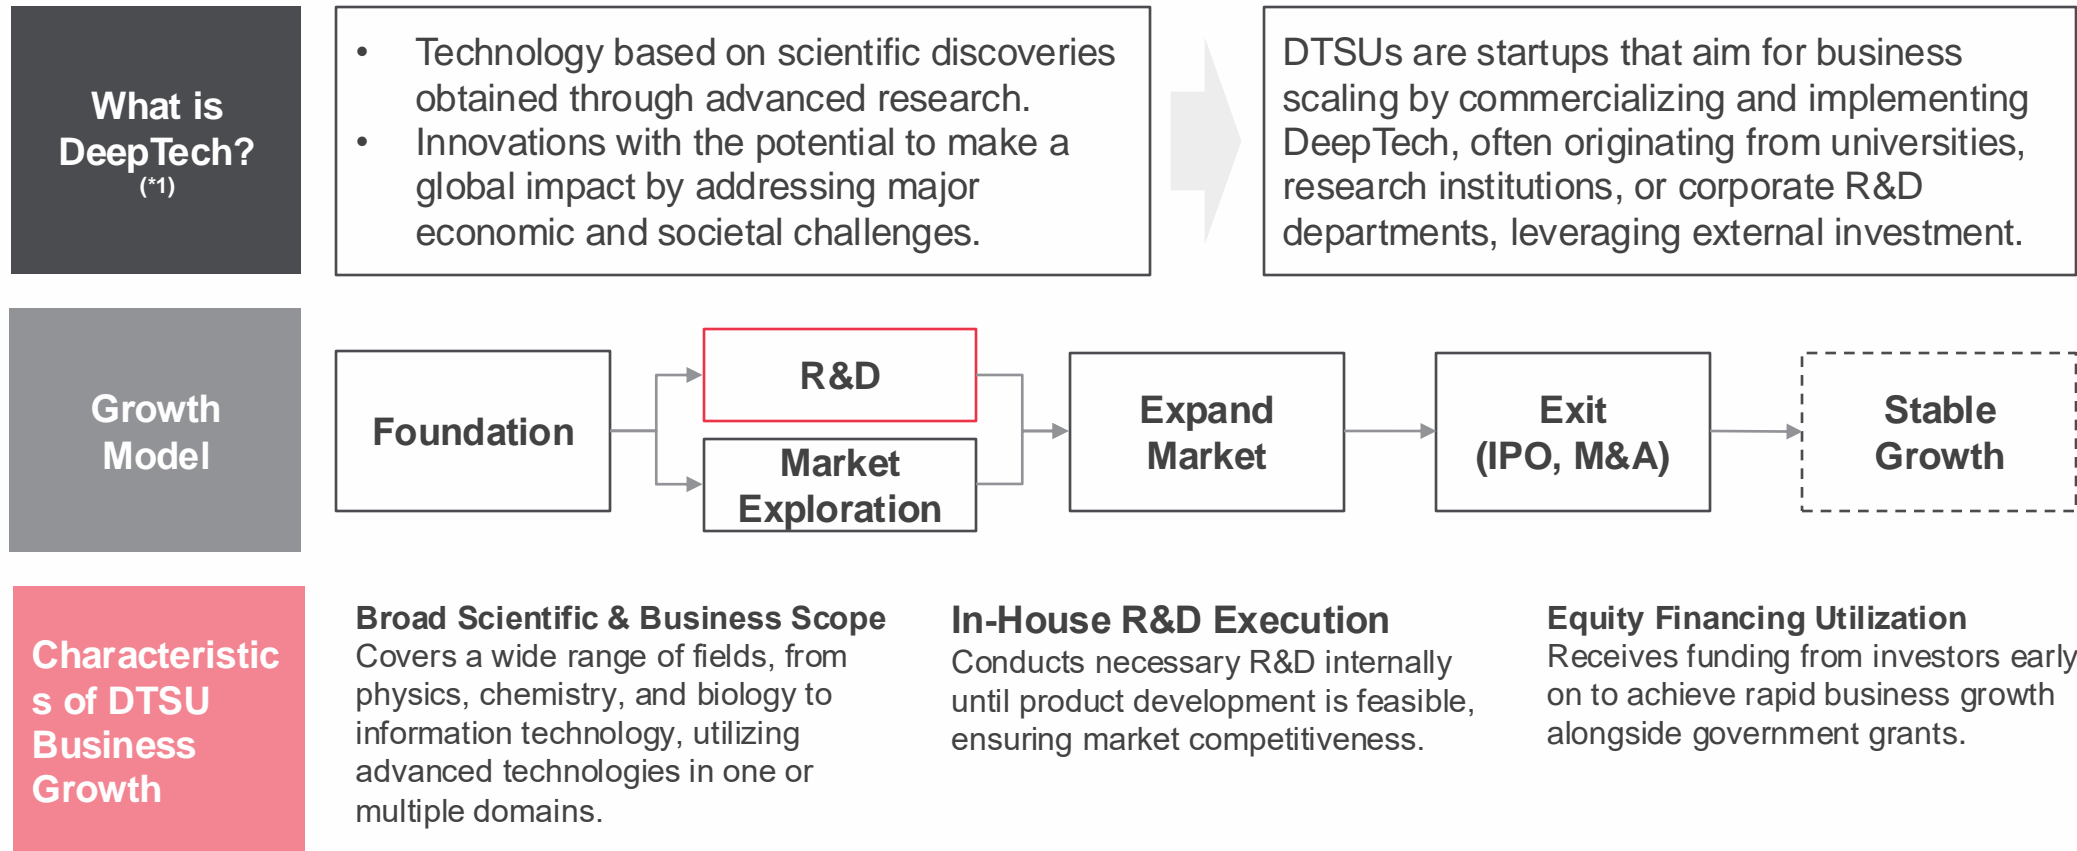 What is
DeepTech?
(*1)
• Technology based on scientific discoveries
obtained through advanced research.
• Innovations with the potential to make a
global impact by addressing major
economic and societal challenges.
DTSUs are startups that aim for business
scaling by commercializing and implementing
DeepTech, often originating from universities,
research institutions, or corporate R&D
departments, leveraging external investment.
Growth
Model
Foundation
R&D
Market
Exploration
Expand
Market
Exit
(IPO, M&A)
Stable
Growth
Characteristic
s of DTSU
Business
Growth
Broad Scientific & Business Scope
Covers a wide range of fields, from
physics, chemistry, and biology to
information technology, utilizing
advanced technologies in one or
multiple domains.
In-House R&D Execution
Conducts necessary R&D internally
until product development is feasible,
ensuring market competitiveness.
Equity Financing Utilization
Receives funding from investors early
on to achieve rapid business growth
alongside government grants.